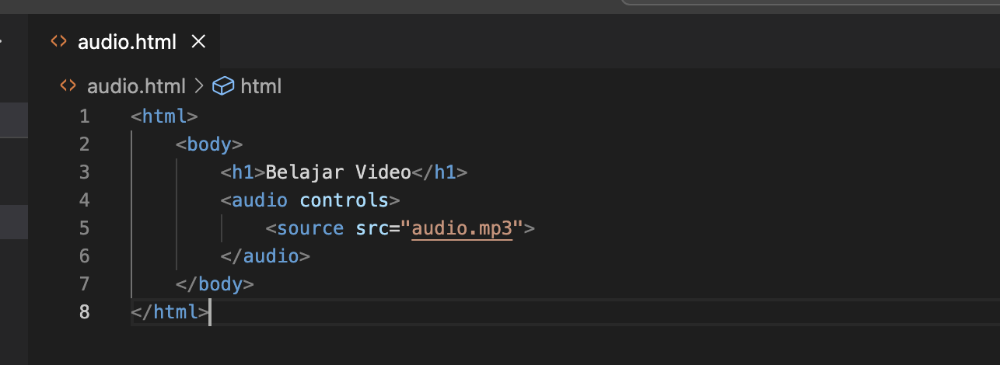 audio.html
audio.html > html
1 <html>
2 <body>
3 <h1>Belajar Video</h1>
4 <audio controls>
5 <source src="audio.mp3">
6 </audio>
7 </body>
8 </html>